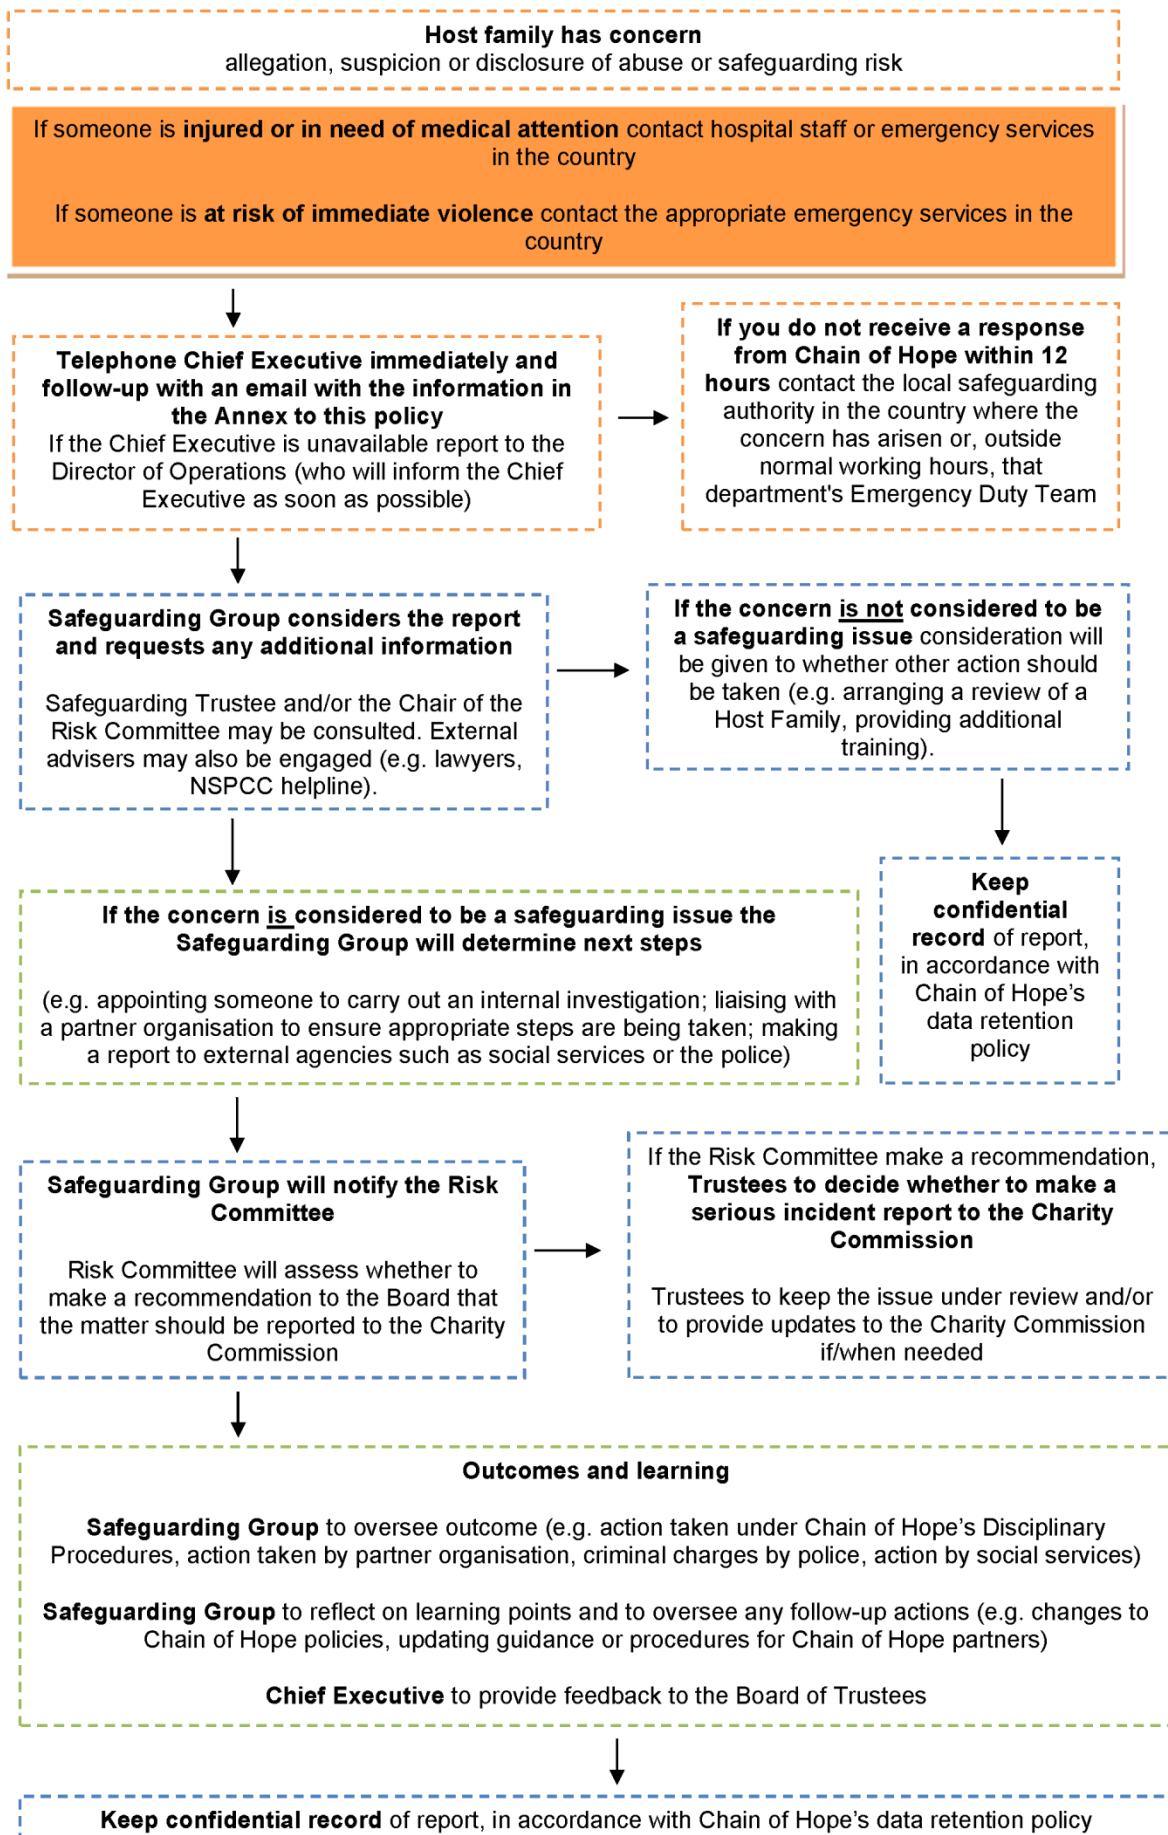 Host family has concern
allegation, suspicion or disclosure of abuse or safeguarding risk
If someone is injured or in need of medical attention contact hospital staff or emergency services
in the country
If someone is at risk of immediate violence contact the appropriate emergency services in the
country
Telephone Chief Executive immediately and
follow-up with an email with the information in
the Annex to this policy
If the Chief Executive is unavailable report to the
Director of Operations (who will inform the Chief
Executive as soon as possible)
If you do not receive a response
from Chain of Hope within 12
hours contact the local safeguarding
authority in the country where the
concern has arisen or, outside
normal working hours, that
department's Emergency Duty Team
Safeguarding Group considers the report
and requests any additional information
Safeguarding Trustee and/or the Chair of the
Risk Committee may be consulted. External
advisers may also be engaged (e.g. lawyers,
NSPCC helpline).
If the concern is not considered to be
a safeguarding issue consideration will
be given to whether other action should
be taken (e.g. arranging a review of a
Host Family, providing additional
training).
Keep
confidential
record of report,
in accordance with
Chain of Hope’s
data retention
policy
If the concern is considered to be a safeguarding issue the
Safeguarding Group will determine next steps
(e.g. appointing someone to carry out an internal investigation; liaising with
a partner organisation to ensure appropriate steps are being taken; making
a report to external agencies such as social services or the police)
Safeguarding Group will notify the Risk
Committee
Risk Committee will assess whether to
make a recommendation to the Board that
the matter should be reported to the Charity
Commission
If the Risk Committee make a recommendation,
Trustees to decide whether to make a
serious incident report to the Charity
Commission
Trustees to keep the issue under review and/or
to provide updates to the Charity Commission
if/when needed
Outcomes and learning
Safeguarding Group to oversee outcome (e.g. action taken under Chain of Hope’s Disciplinary
Procedures, action taken by partner organisation, criminal charges by police, action by social services)
Safeguarding Group to reflect on learning points and to oversee any follow-up actions (e.g. changes to
Chain of Hope policies, updating guidance or procedures for Chain of Hope partners)
Chief Executive to provide feedback to the Board of Trustees
Keep confidential record of report, in accordance with Chain of Hope’s data retention policy